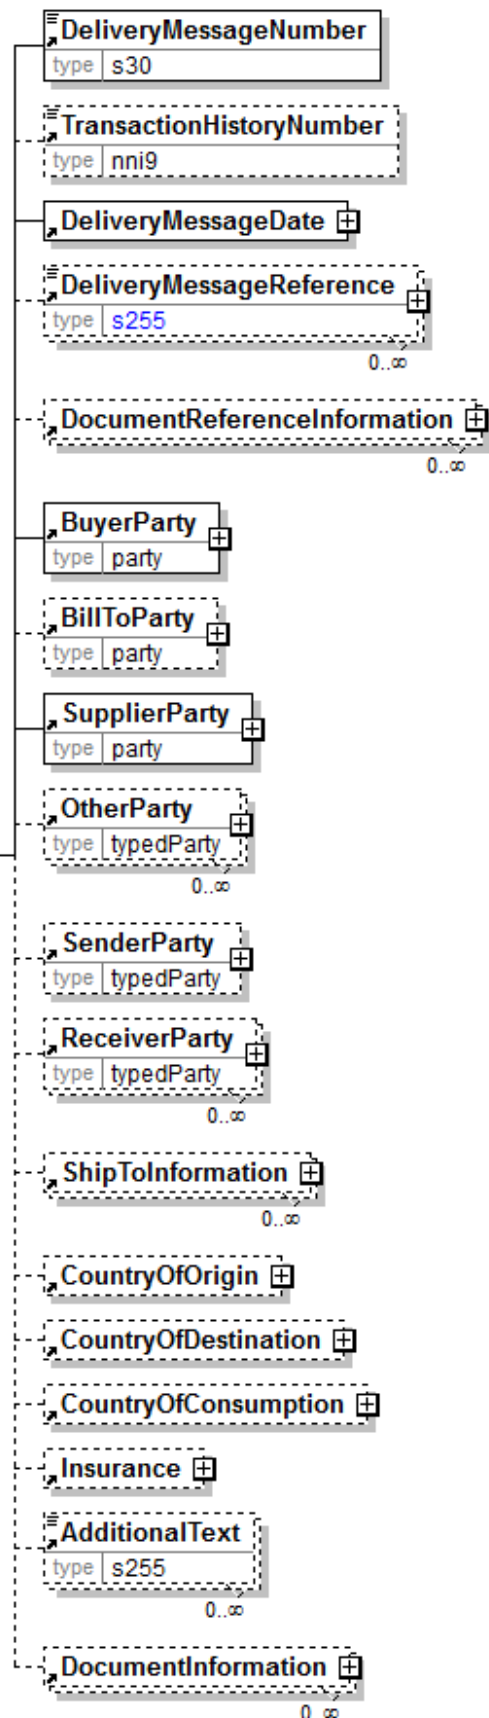 DeliveryMessageNumber
type s30
TransactionHistoryNumber
type nni9
DeliveryMessageDate
DeliveryMessageReference
type s255
0..∞
DocumentReferenceInformation
0..∞
BuyerParty
type party
BillToParty
type party
SupplierParty
type party
OtherParty
type typedParty
0..∞
SenderParty
type typedParty
ReceiverParty
type typedParty
0..∞
ShipToInformation
0..∞
CountryOfOrigin
CountryOfDestination
CountryOfConsumption
Insurance
AdditionalText
type s255
0..∞
DocumentInformation
0..∞